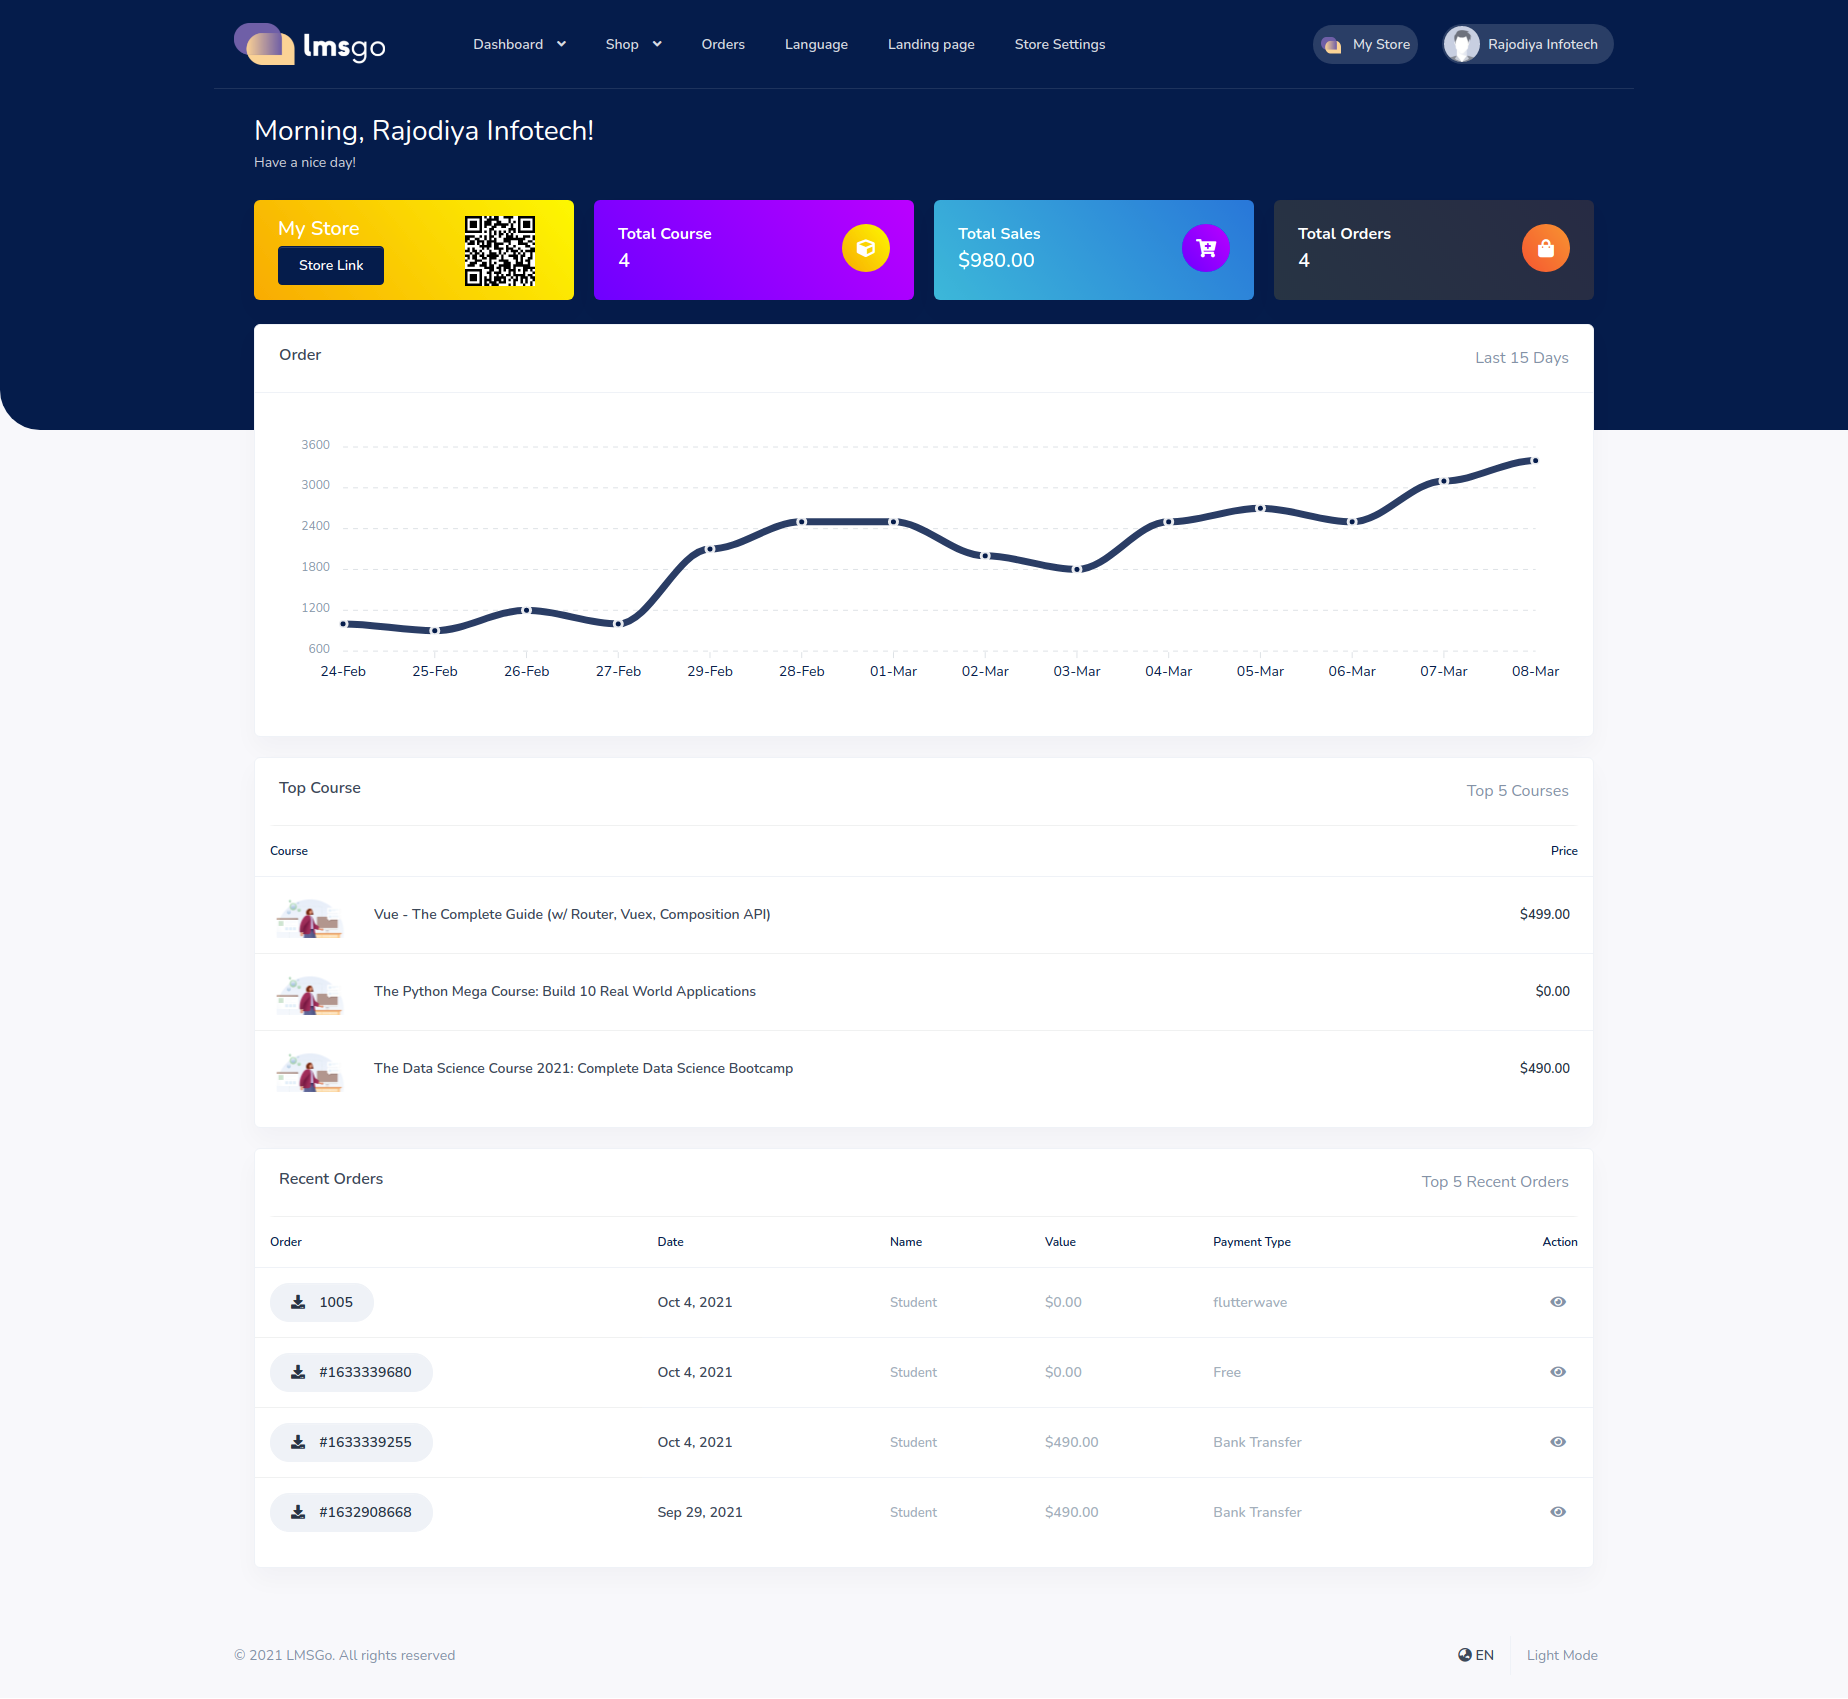 lmsgo Dashboard Shop Orders Language Landing page Store Settings My Store Rajodiya Infotech
Morning, Rajodiya Infotech!
Have a nice day!
My Store
Store Link
Total Course
4
Total Sales
$980.00
Total Orders
4
Order Last 15 Days
3600
3000
2400
1800
1200
600
24-Feb 25-Feb 26-Feb 27-Feb 29-Feb 28-Feb 01-Mar 02-Mar 03-Mar 04-Mar 05-Mar 06-Mar 07-Mar 08-Mar
Top Course Top 5 Courses
Course Price
Vue - The Complete Guide (w/ Router, Vuex, Composition API) $499.00
The Python Mega Course: Build 10 Real World Applications $0.00
The Data Science Course 2021: Complete Data Science Bootcamp $490.00
Recent Orders Top 5 Recent Orders
Order Date Name Value Payment Type Action
1005 Oct 4, 2021 Student $0.00 flutterwave
#1633339680 Oct 4, 2021 Student $0.00 Free
#1633339255 Oct 4, 2021 Student $490.00 Bank Transfer
#1632908668 Sep 29, 2021 Student $490.00 Bank Transfer
© 2021 LMSGo. All rights reserved EN Light Mode